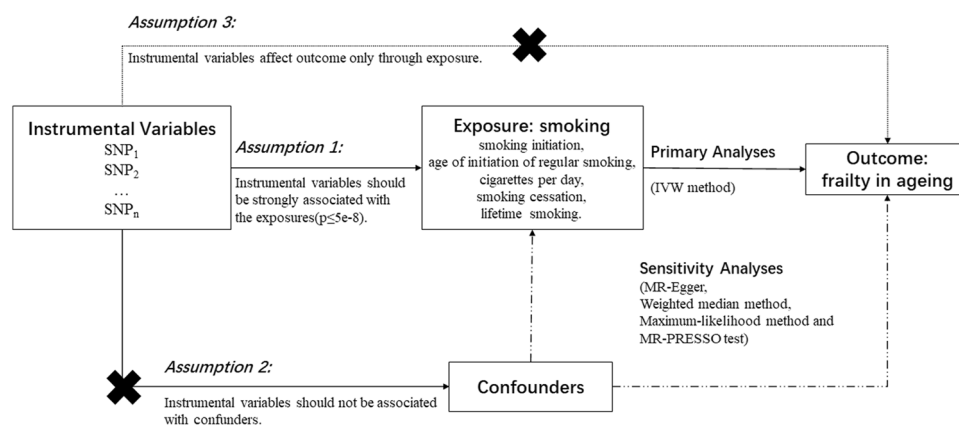 Assumption 3:
Instrumental variables affect outcome only through exposure.
Instrumental Variables
SNP1
SNP2
...
SNPn
Assumption 1:
Instrumental variables should
be strongly associated with
the exposures(p≤5e-8).
Exposure: smoking
smoking initiation,
age of initiation of regular smoking,
cigarettes per day,
smoking cessation,
lifetime smoking.
Primary Analyses
(IVW method)
Outcome:
frailty in ageing
Sensitivity Analyses
(MR-Egger,
Weighted median method,
Maximum-likelihood method and
MR-PRESSO test)
Assumption 2:
Instrumental variables should not be associated
with confunders.
Confounders